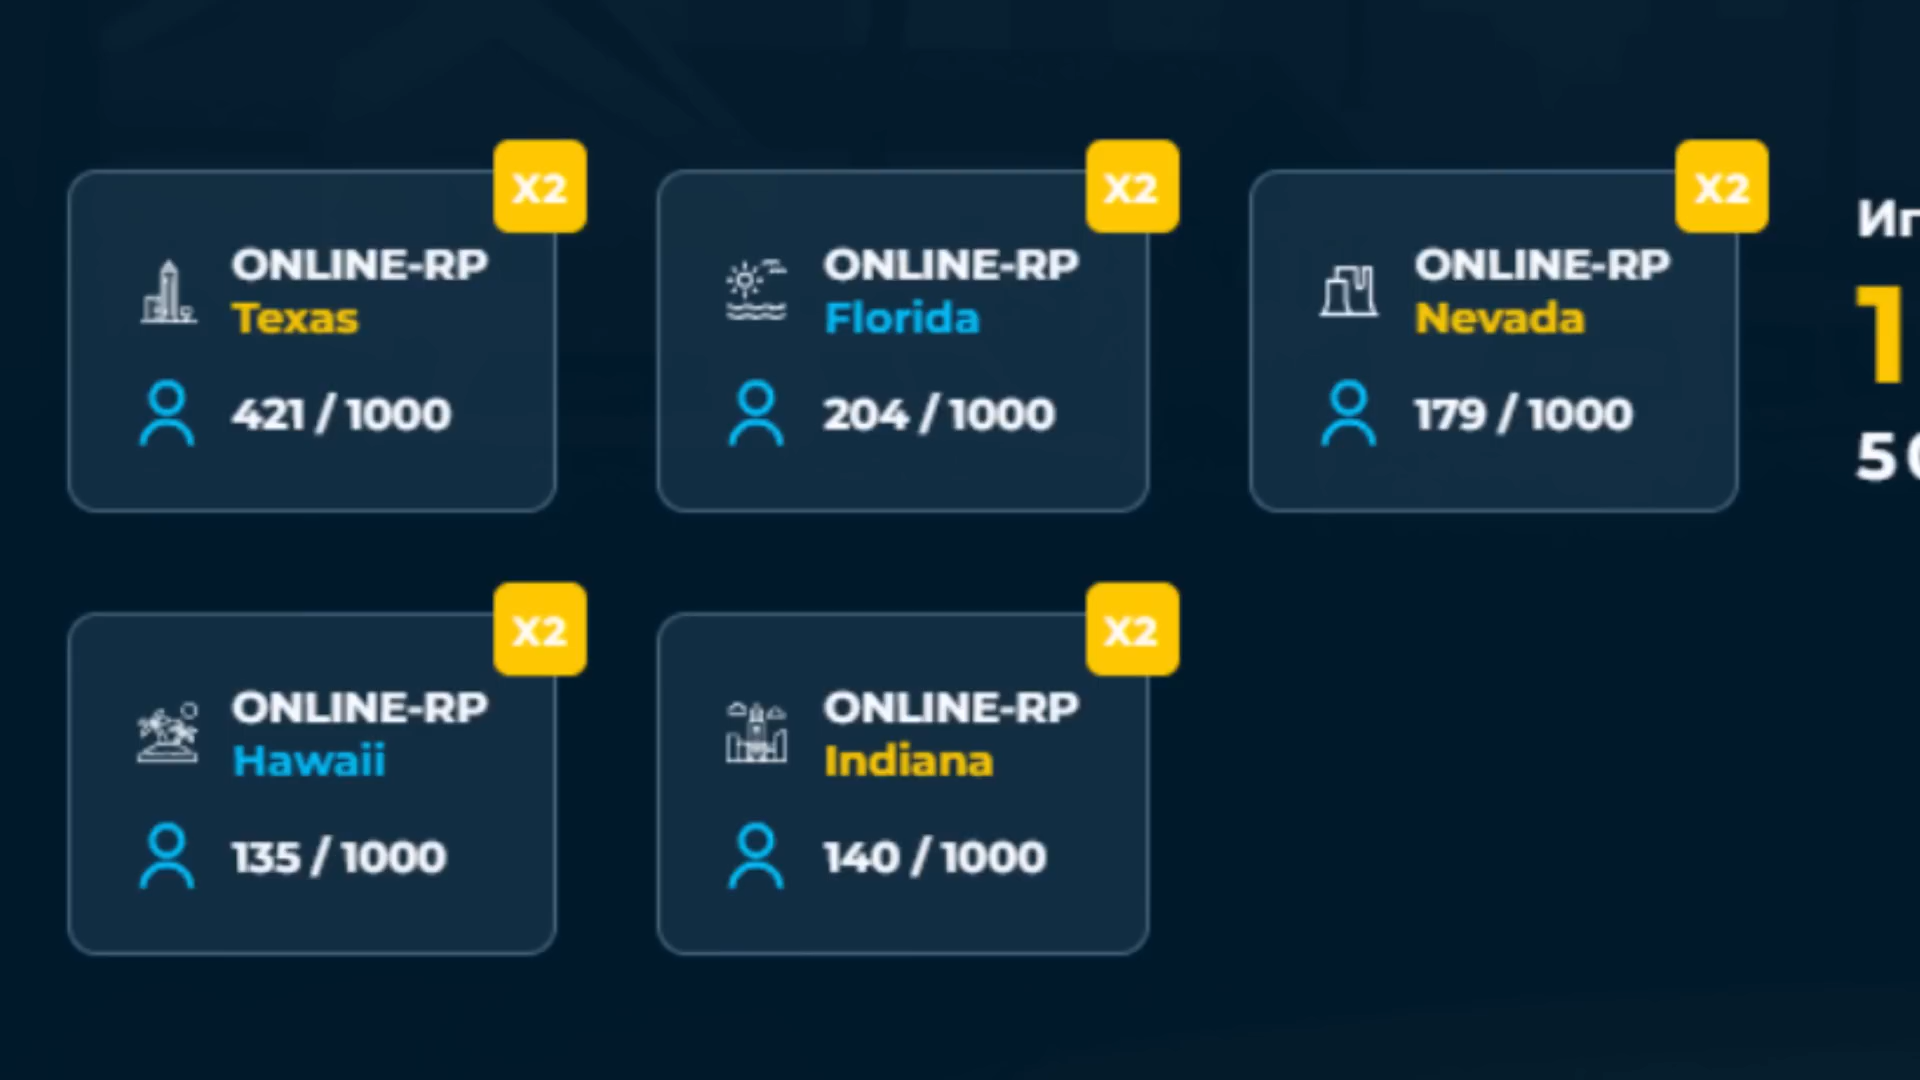 X2
ONLINE-RP
Texas
421 / 1000
X2
ONLINE-RP
Florida
204 / 1000
X2
ONLINE-RP
Nevada
179 / 1000
X2
ONLINE-RP
Hawaii
135 / 1000
X2
ONLINE-RP
Indiana
140 / 1000
1